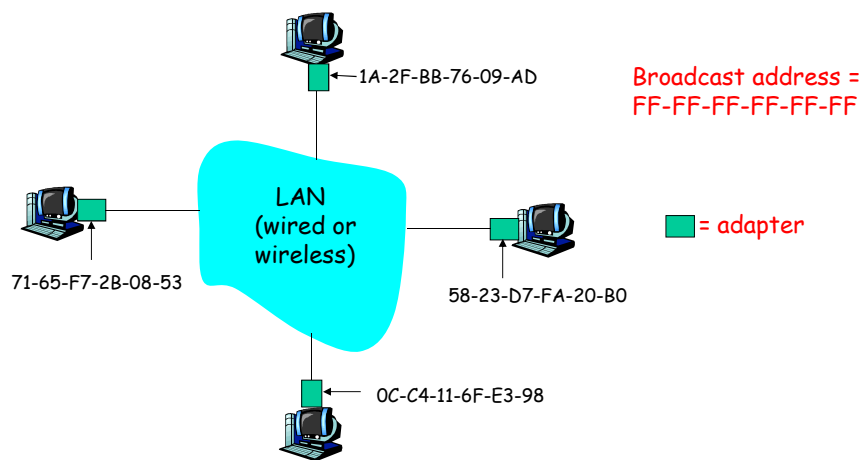 1A-2F-BB-76-09-AD
Broadcast address =
FF-FF-FF-FF-FF-FF
LAN
(wired or
wireless)
= adapter
71-65-F7-2B-08-53
58-23-D7-FA-20-B0
0C-C4-11-6F-E3-98